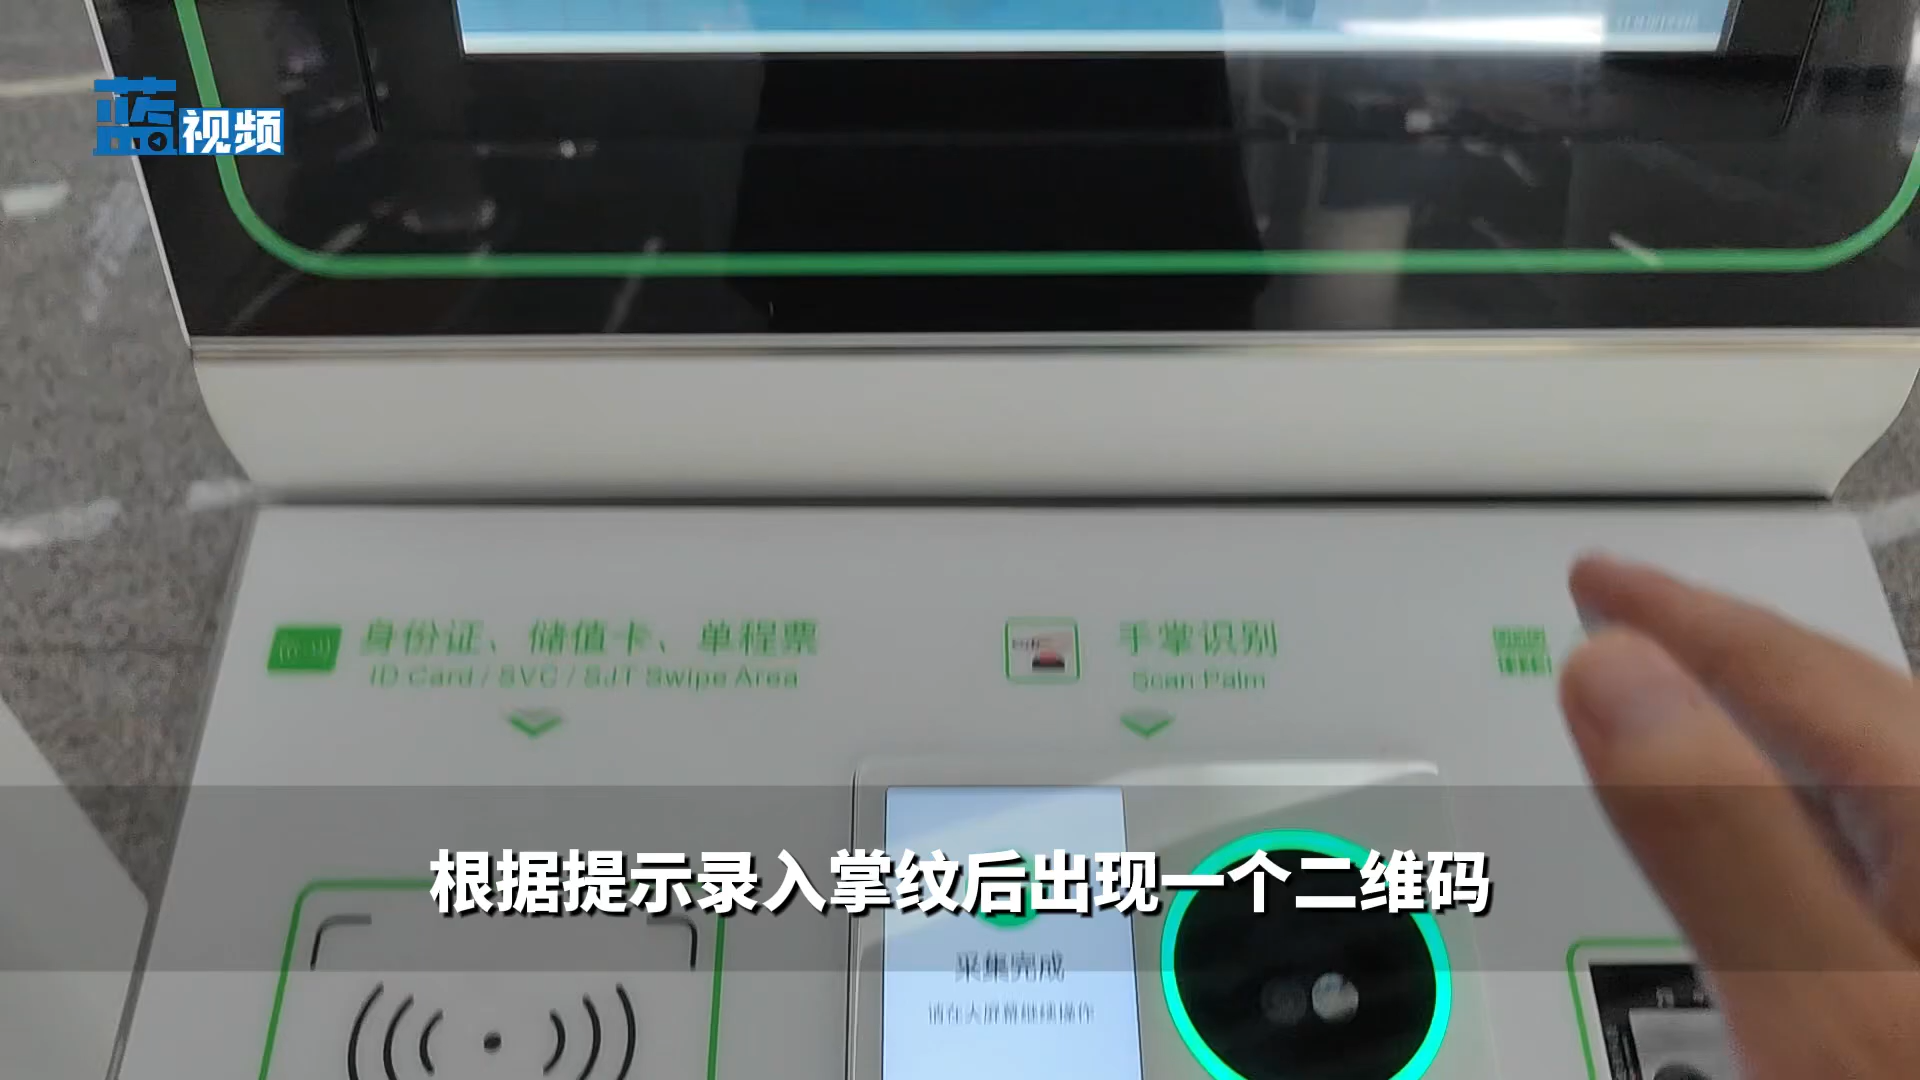 蓝视频
身份证、储值卡、单程票
ID Card / SVC / SJT Swipe Area
手掌识别
Scan Palm
根据提示录入掌纹后出现一个二维码
采集完成
请在大屏幕继续操作